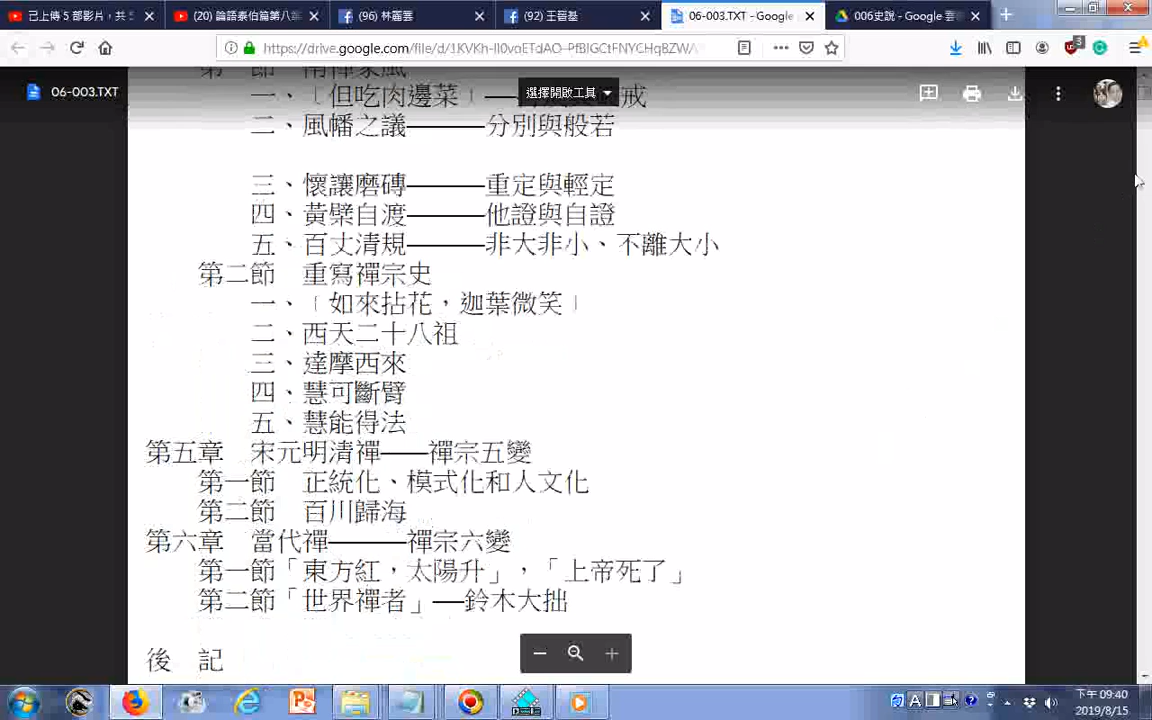 己上傳 5 部影片，共 5
(20) 論語泰伯篇第八
(96) 林麗雲
(92) 王晉基
06-003.TXT - Google
006史說 - Google 雲
https://drive.google.com/file/d/1KVKh-
06-003.TXT
選擇開啟工具
一、「但吃肉邊菜」— 戒
二、風幡之議———分別與般若
三、懷讓磨磚———重定與輕定
四、黃檗自渡———他證與自證
五、百丈清規———非大非小、不離大小
第二節　重寫禪宗史
一、「如來拈花，迦葉微笑」
二、西天二十八祖
三、達摩西來
四、慧可斷臂
五、慧能得法
第五章　宋元明清禪——禪宗五變
第一節　正統化、模式化和人文化
第二節　百川歸海
第六章　當代禪———禪宗六變
第一節「東方紅，太陽升」，「上帝死了」
第二節「世界禪者」—鈴木大拙
後　記
3
A
下午 09:40
2019/8/15